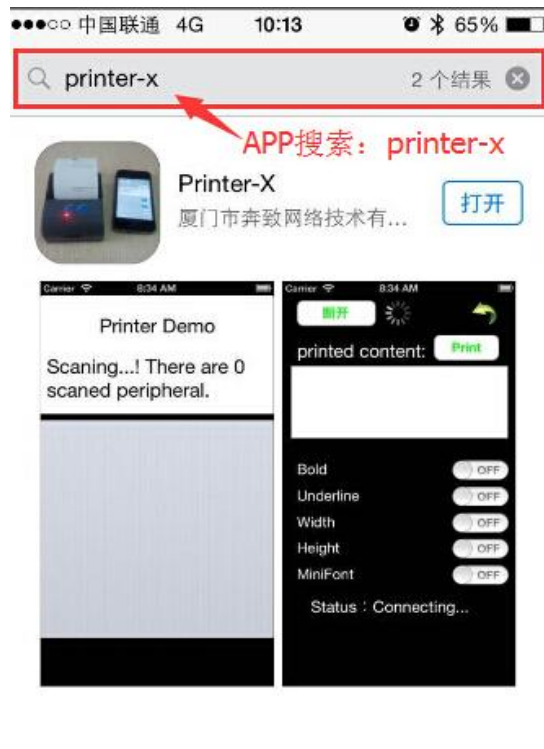 中国联通 4G 10:13 65%
printer-x 2 个结果
APP搜索：printer-x
Printer-X
厦门市奔致网络技术有...
打开
Carrier 8:34 AM
Printer Demo
Scaning...! There are 0
scaned peripheral.
Carrier 8:34 AM
断开
printed content: Print
Bold OFF
Underline OFF
Width OFF
Height OFF
MiniFont OFF
Status：Connecting...